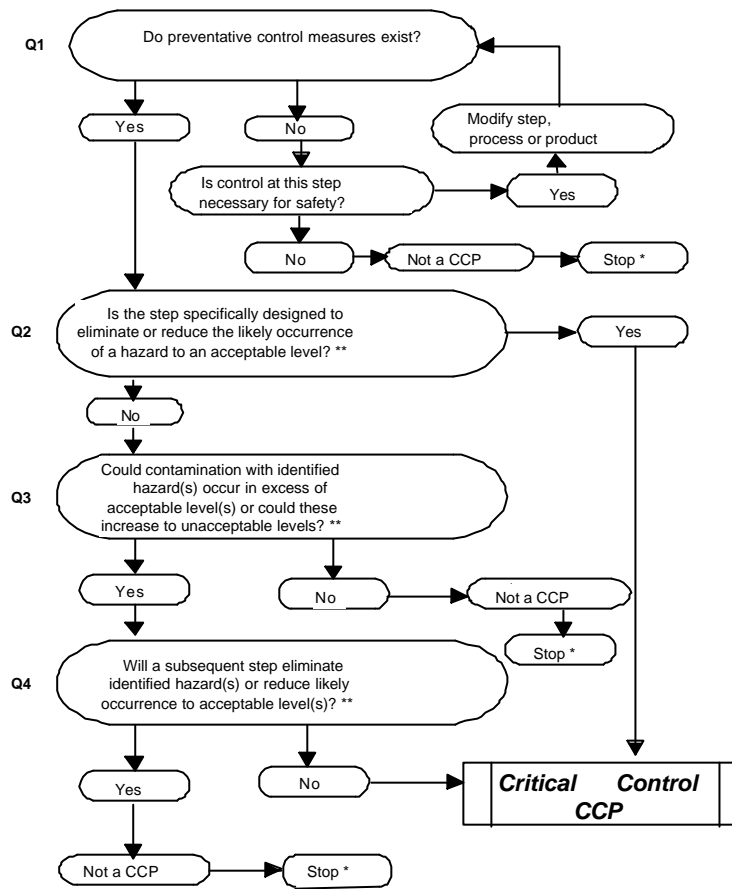 Q1
Do preventative control measures exist?
Yes
No
Modify step,
process or product
Is control at this step
necessary for safety?
Yes
No
Not a CCP
Stop *
Q2
Is the step specifically designed to
eliminate or reduce the likely occurrence
of a hazard to an acceptable level? **
Yes
No
Q3
Could contamination with identified
hazard(s) occur in excess of
acceptable level(s) or could these
increase to unacceptable levels? **
Yes
No
Not a CCP
Stop *
Q4
Will a subsequent step eliminate
identified hazard(s) or reduce likely
occurrence to acceptable level(s)? **
Yes
No
Critical Control
CCP
Not a CCP
Stop *